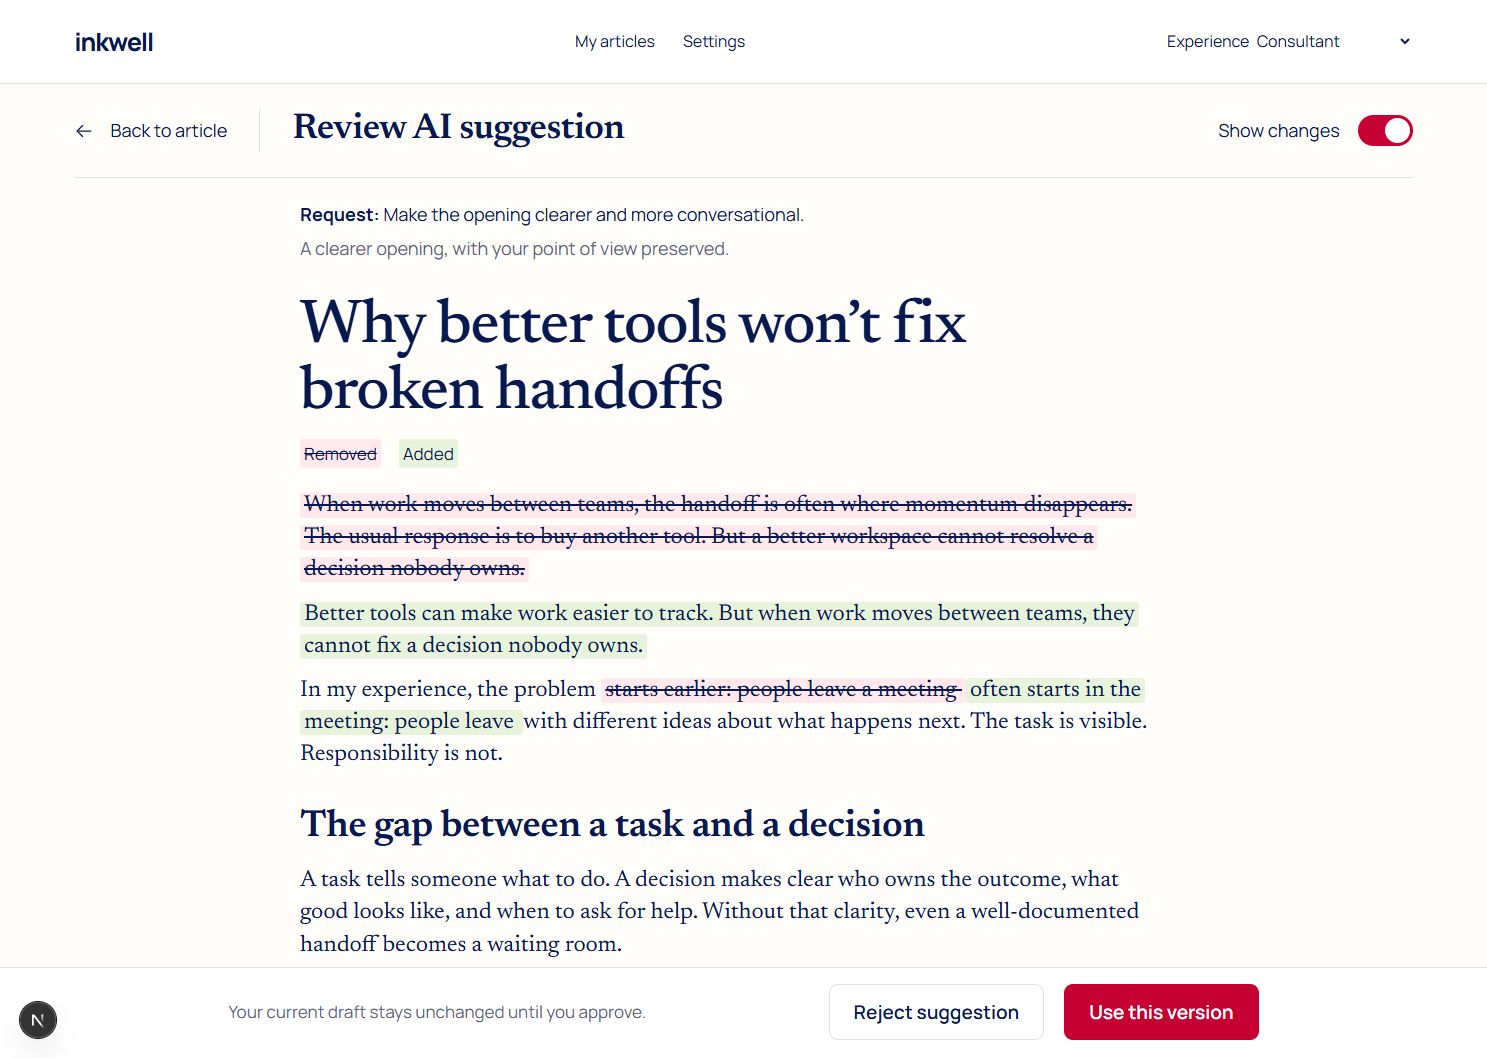 inkwell
My articles
Settings
Experience Consultant
Back to article
Review AI suggestion
Show changes
Request: Make the opening clearer and more conversational.
A clearer opening, with your point of view preserved.
Why better tools won’t fix
broken handoffs
Removed Added
When work moves between teams, the handoff is often where momentum disappears.
The usual response is to buy another tool. But a better workspace cannot resolve a
decision nobody owns.
Better tools can make work easier to track. But when work moves between teams, they
cannot fix a decision nobody owns.
In my experience, the problem starts earlier: people leave a meeting often starts in the
meeting: people leave with different ideas about what happens next. The task is visible.
Responsibility is not.
The gap between a task and a decision
A task tells someone what to do. A decision makes clear who owns the outcome, what
good looks like, and when to ask for help. Without that clarity, even a well-documented
handoff becomes a waiting room.
N
Your current draft stays unchanged until you approve.
Reject suggestion
Use this version